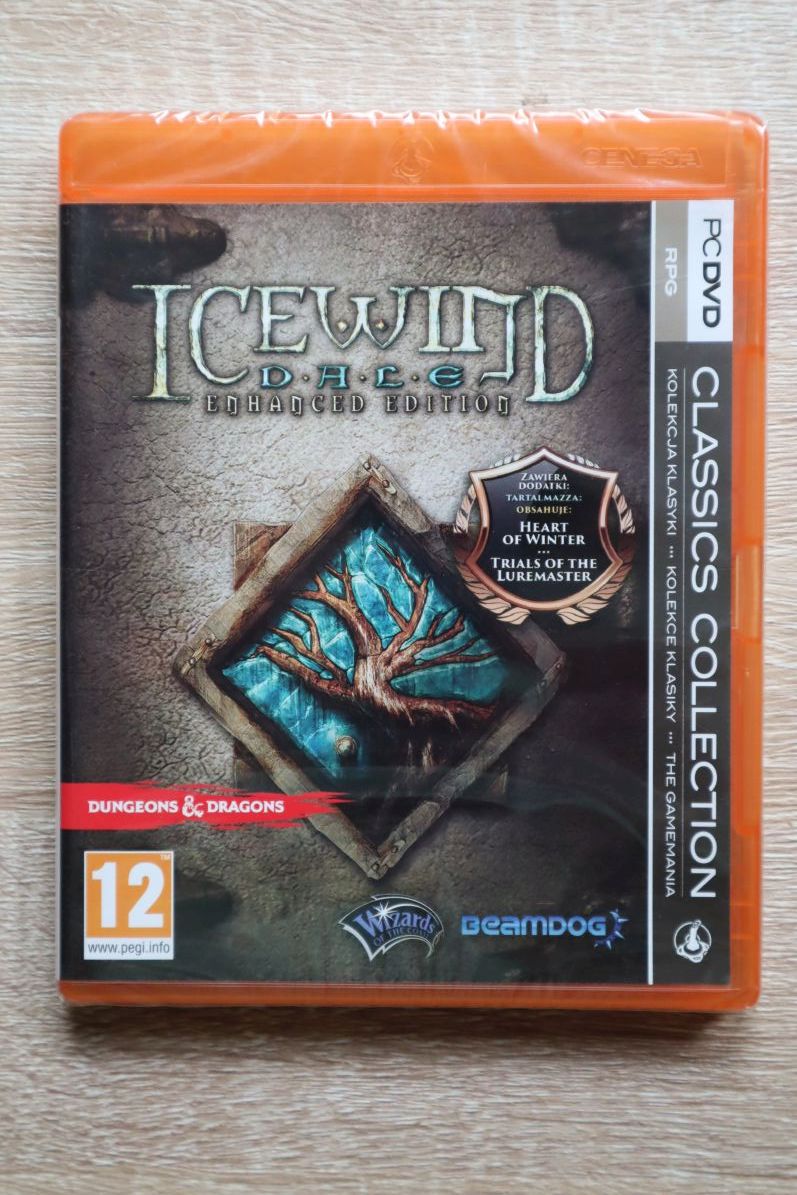 CENEGA
ICEWIND
D·A·L·E
ENHANCED EDITION
ZAWIERA
DODATKI:
TARTALMAZZA:
OBSAHUJE:
HEART
OF WINTER
...
TRIALS OF THE
LUREMASTER
DUNGEONS & DRAGONS
12
TM
www.pegi.info
Wizards
OF THE COAST
BEAMDOG
PC DVD
RPG
CLASSICS COLLECTION
KOLEKCJA KLASYKI ... KOLEKCE KLASIKY ... THE GAMEMANIA